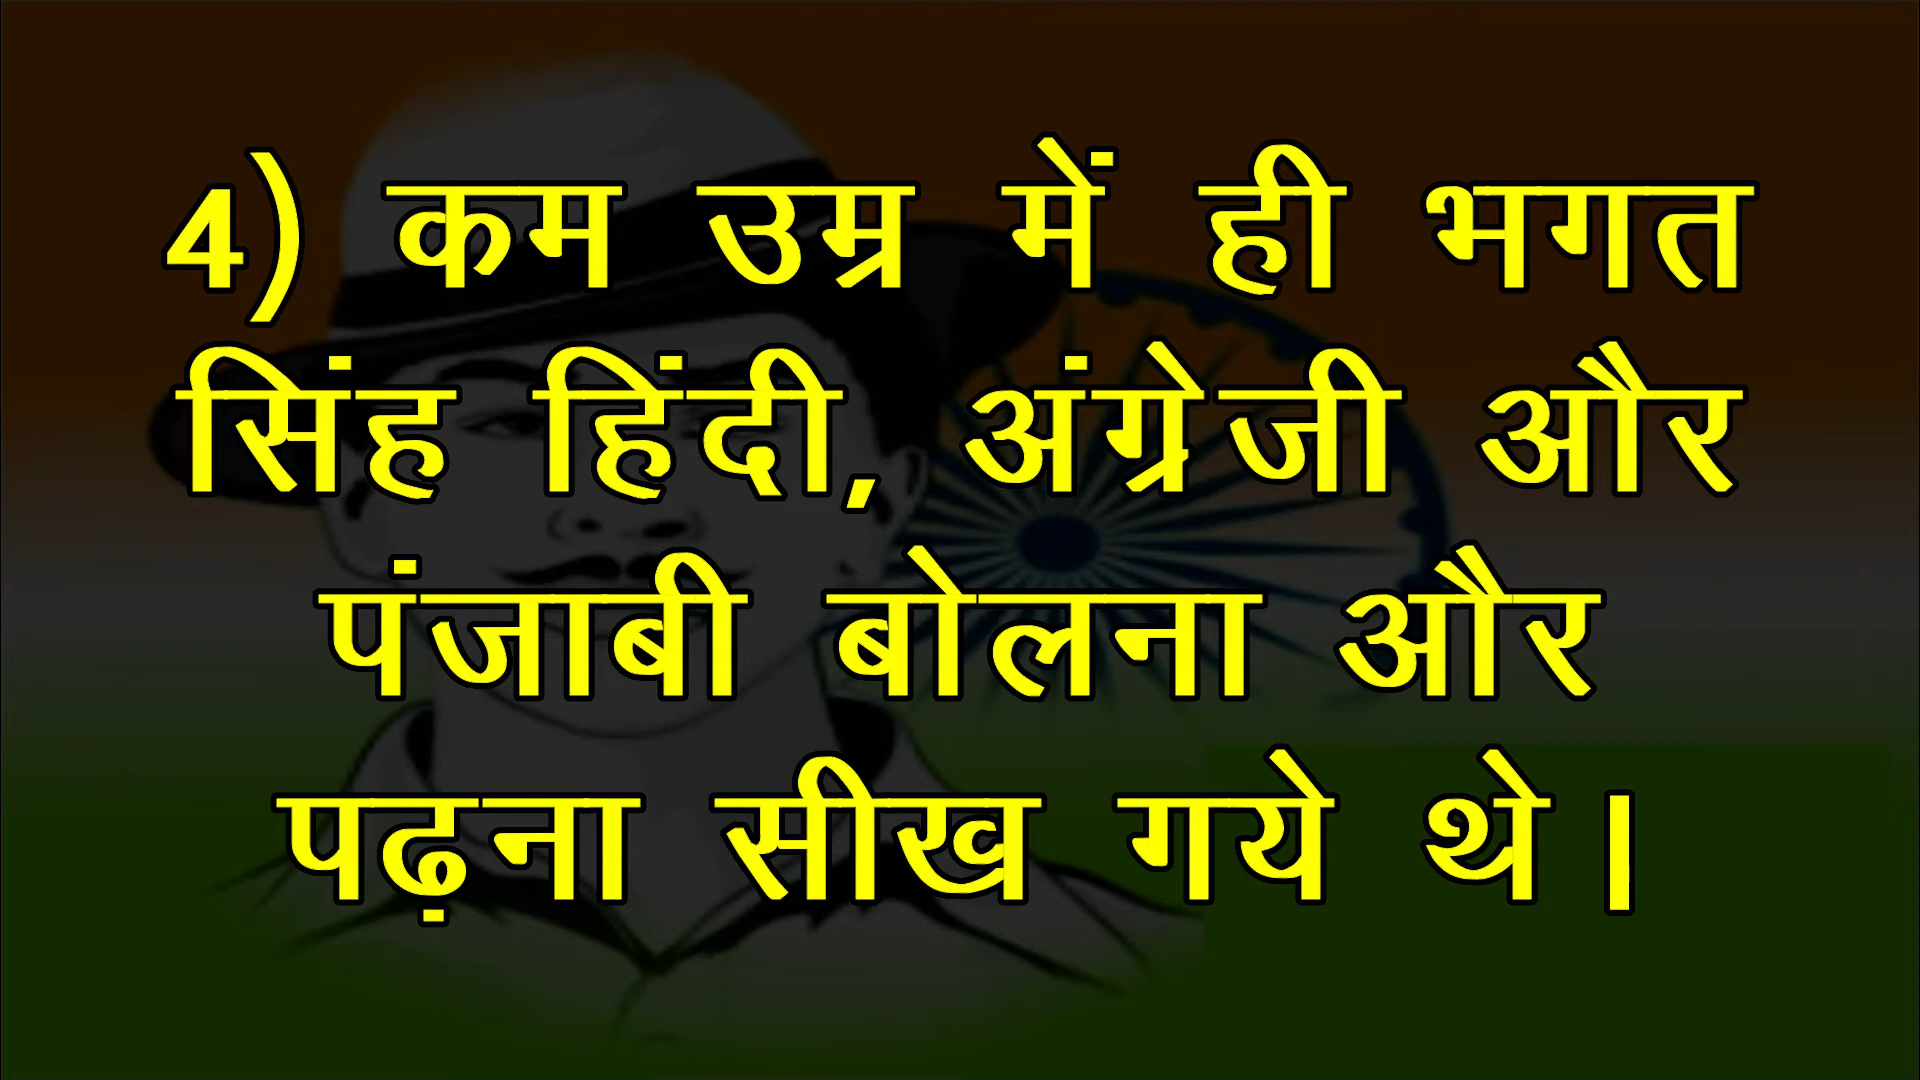 4) कम उम्र में ही भगत
सिंह हिंदी, अंग्रेजी और
पंजाबी बोलना और
पढ़ना सीख गये थे।